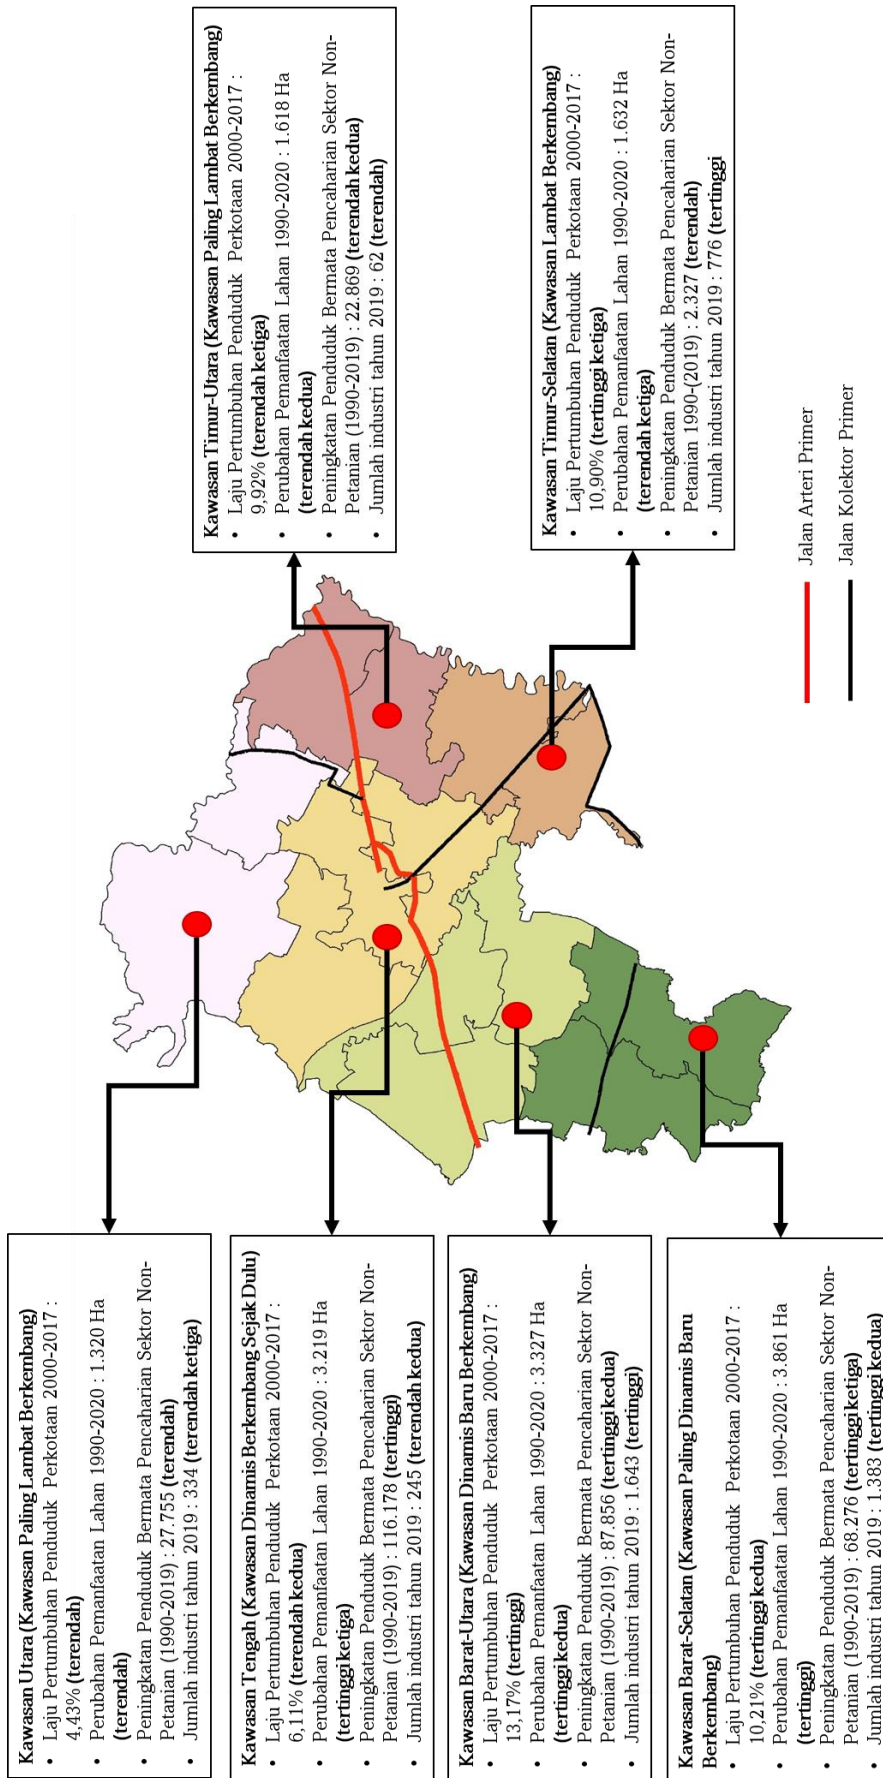 Kawasan Utara (Kawasan Paling Lambat Berkembang)
• Laju Pertumbuhan Penduduk Perkotaan 2000-2017 :
4,43% (terendah)
• Perubahan Pemanfaatan Lahan 1990-2020 : 1.320 Ha
(terendah)
• Peningkatan Penduduk Bermata Pencaharian Sektor Non-
Petanian (1990-2019) : 27.755 (terendah)
• Jumlah industri tahun 2019 : 334 (terendah ketiga)
Kawasan Tengah (Kawasan Dinamis Berkembang Sejak Dulu)
• Laju Pertumbuhan Penduduk Perkotaan 2000-2017 :
6,11% (terendah kedua)
• Perubahan Pemanfaatan Lahan 1990-2020 : 3.219 Ha
(tertinggi ketiga)
• Peningkatan Penduduk Bermata Pencaharian Sektor Non-
Petanian (1990-2019) : 116.178 (tertinggi)
• Jumlah industri tahun 2019 : 245 (terendah kedua)
Kawasan Barat-Utara (Kawasan Dinamis Baru Berkembang)
• Laju Pertumbuhan Penduduk Perkotaan 2000-2017 :
13,17% (tertinggi)
• Perubahan Pemanfaatan Lahan 1990-2020 : 3.327 Ha
(tertinggi kedua)
• Peningkatan Penduduk Bermata Pencaharian Sektor Non-
Petanian (1990-2019) : 87.856 (tertinggi kedua)
• Jumlah industri tahun 2019 : 1.643 (tertinggi)
Kawasan Barat-Selatan (Kawasan Paling Dinamis Baru
Berkembang)
• Laju Pertumbuhan Penduduk Perkotaan 2000-2017 :
10,21% (tertinggi kedua)
• Perubahan Pemanfaatan Lahan 1990-2020 : 3.861 Ha
(tertinggi)
• Peningkatan Penduduk Bermata Pencaharian Sektor Non-
Petanian (1990-2019) : 68.276 (tertinggi ketiga)
• Jumlah industri tahun 2019 : 1.383 (tertinggi kedua)
Kawasan Timur-Utara (Kawasan Paling Lambat Berkembang)
• Laju Pertumbuhan Penduduk Perkotaan 2000-2017 :
9,92% (terendah ketiga)
• Perubahan Pemanfaatan Lahan 1990-2020 : 1.618 Ha
(terendah kedua)
• Peningkatan Penduduk Bermata Pencaharian Sektor Non-
Petanian (1990-2019) : 22.869 (terendah kedua)
• Jumlah industri tahun 2019 : 62 (terendah)
Kawasan Timur-Selatan (Kawasan Lambat Berkembang)
• Laju Pertumbuhan Penduduk Perkotaan 2000-2017 :
10,90% (tertinggi ketiga)
• Perubahan Pemanfaatan Lahan 1990-2020 : 1.632 Ha
(terendah ketiga)
• Peningkatan Penduduk Bermata Pencaharian Sektor Non-
Petanian 1990-(2019) : 2.327 (terendah)
• Jumlah industri tahun 2019 : 776 (tertinggi
Jalan Arteri Primer
Jalan Kolektor Primer